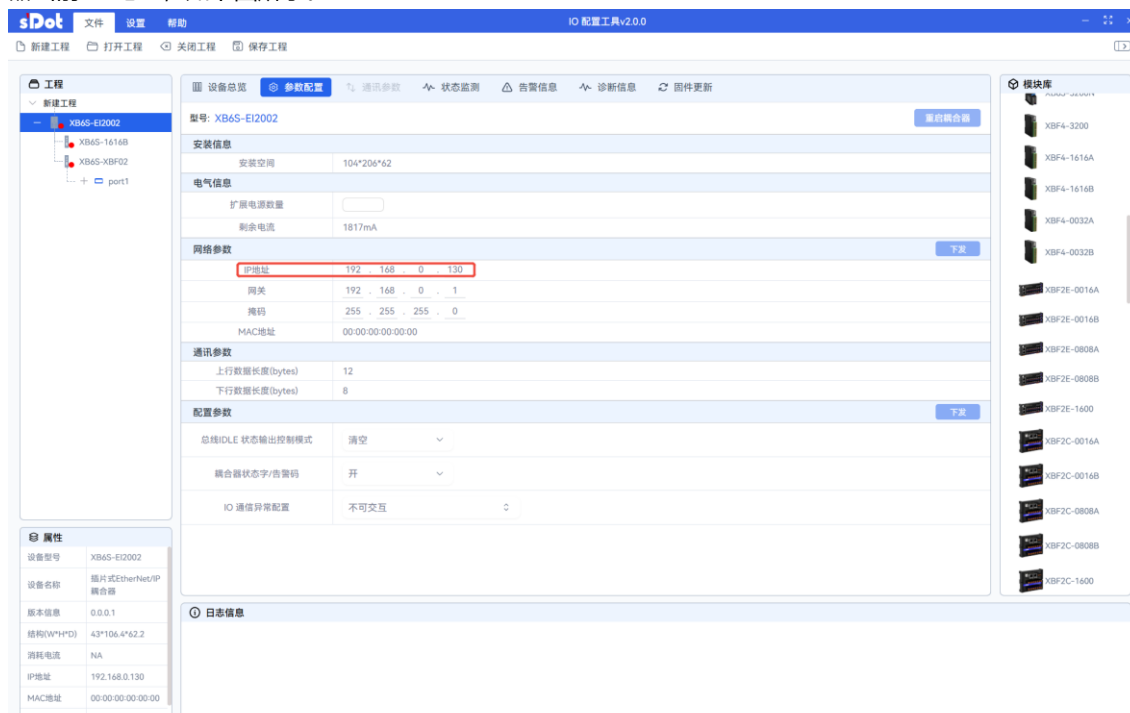 sDot 文件 设置 帮助 IO 配置工具v2.0.0
新建工程 打开工程 关闭工程 保存工程
工程
新建工程
XB6S-EI2002
XB6S-1616B
XB6S-XBF02
port1
设备总览 参数配置 通讯参数 状态监测 告警信息 诊断信息 固件更新
型号: XB6S-EI2002 重启耦合器
安装信息
安装空间 104*206*62
电气信息
扩展电源数量
剩余电流 1817mA
网络参数 下发
IP地址 192 . 168 . 0 . 130
网关 192 . 168 . 0 . 1
掩码 255 . 255 . 255 . 0
MAC地址 00:00:00:00:00:00
通讯参数
上行数据长度(bytes) 12
下行数据长度(bytes) 8
配置参数 下发
总线IDLE 状态输出控制模式 清空
耦合器状态字/告警码 开
IO 通信异常配置 不可交互
模块库
XBF4-3200
XBF4-1616A
XBF4-1616B
XBF4-0032A
XBF4-0032B
XBF2E-0016A
XBF2E-0016B
XBF2E-0808A
XBF2E-0808B
XBF2E-1600
XBF2C-0016A
XBF2C-0016B
XBF2C-0808A
XBF2C-0808B
XBF2C-1600
属性
设备型号 XB6S-EI2002
设备名称 插片式EtherNet/IP
耦合器
版本信息 0.0.0.1
结构(W*H*D) 43*106.4*62.2
消耗电流 NA
IP地址 192.168.0.130
MAC地址 00:00:00:00:00:00
日志信息